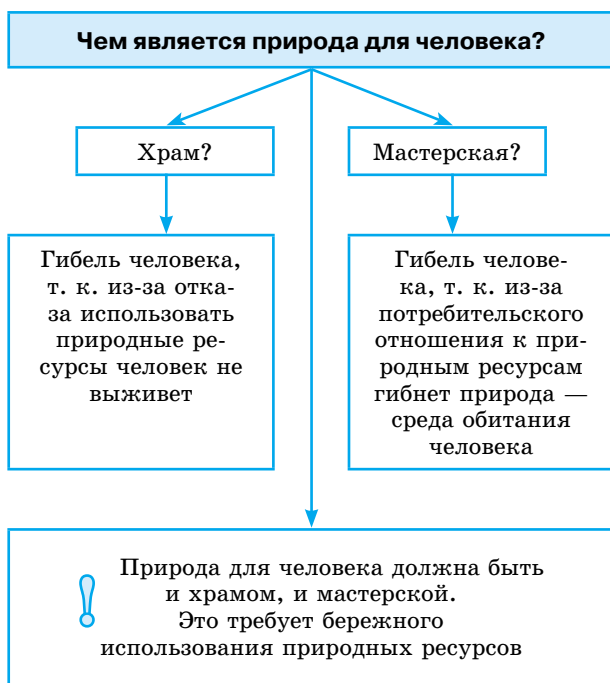 Чем является природа для человека?
Храм?
Мастерская?
Гибель человека,
т. к. из-за отка-
за использовать
природные ре-
сурсы человек не
выживет
Гибель челове-
ка, т. к. из-за
потребительского
отношения к при-
родным ресурсам
гибнет природа —
среда обитания
человека
!
Природа для человека должна быть
и храмом, и мастерской.
Это требует бережного
использования природных ресурсов